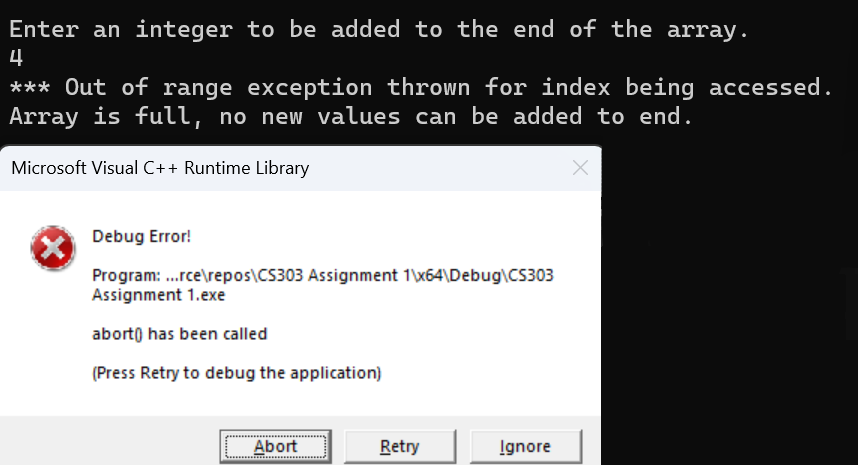 Enter an integer to be added to the end of the array.
4
*** Out of range exception thrown for index being accessed.
Array is full, no new values can be added to end.
Microsoft Visual C++ Runtime Library
Debug Error!
Program: ...rce\repos\CS303 Assignment 1\x64\Debug\CS303
Assignment 1.exe
abort() has been called
(Press Retry to debug the application)
Abort Retry Ignore